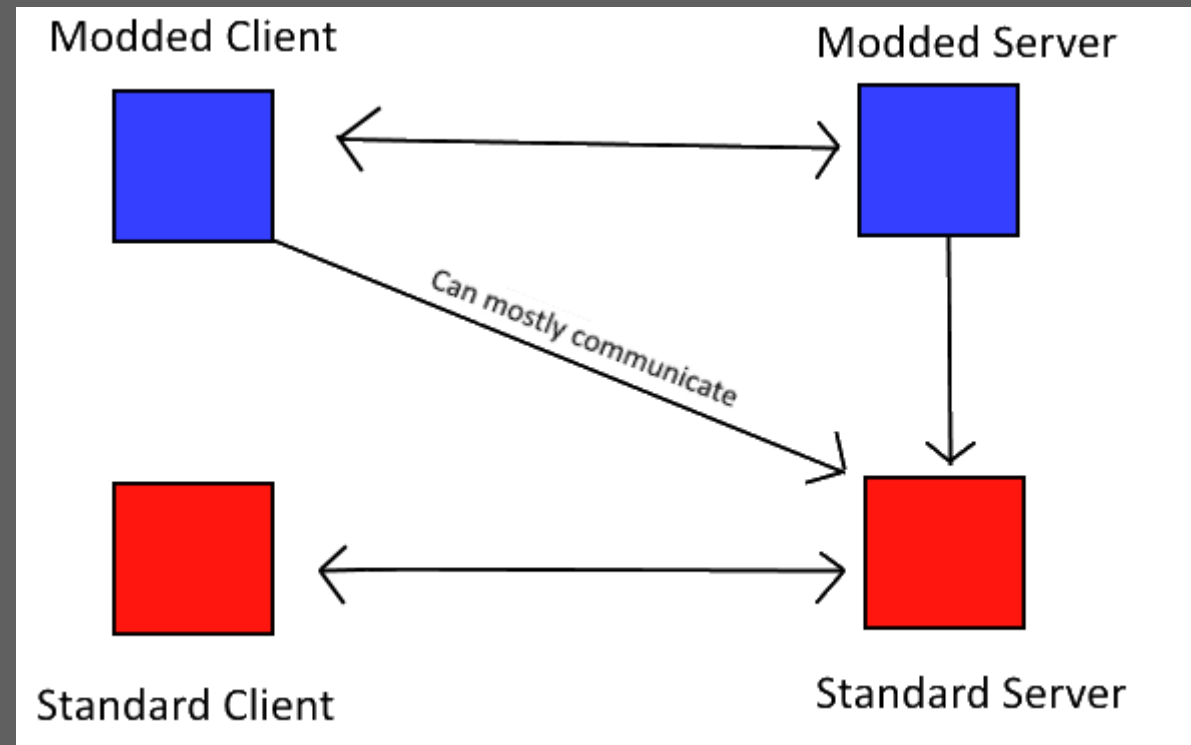 Modded Client
Modded Server
Can mostly communicate
Standard Client
Standard Server